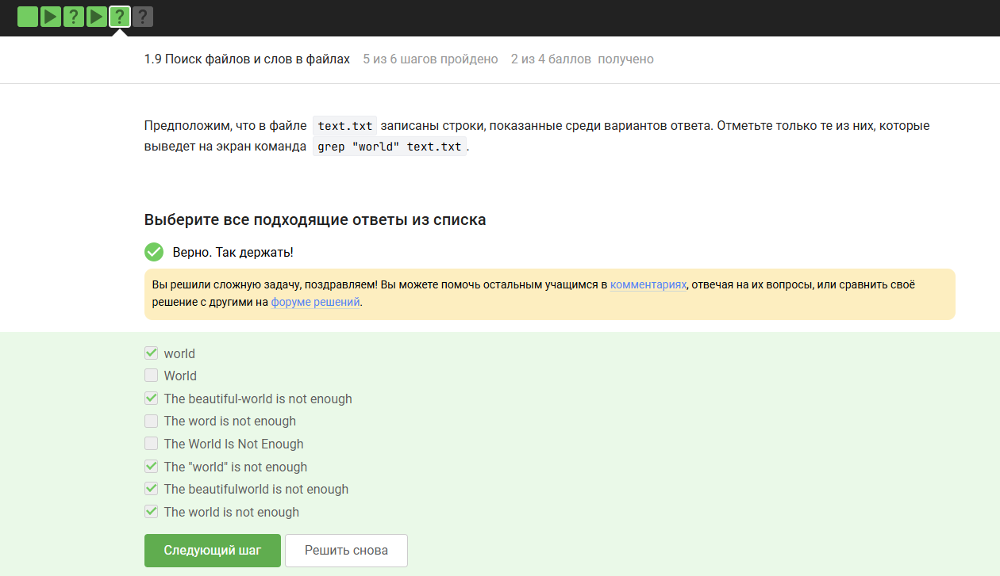 ? ?  ?
1.9 Поиск файлов и слов в файлах 5 из 6 шагов пройдено 2 из 4 баллов получено
Предположим, что в файле text.txt записаны строки, показанные среди вариантов ответа. Отметьте только те из них, которые
выведет на экран команда grep "world" text.txt.
Выберите все подходящие ответы из списка
Верно. Так держать!
Вы решили сложную задачу, поздравляем! Вы можете помочь остальным учащимся в комментариях, отвечая на их вопросы, или сравнить своё
решение с другими на форуме решений.
world
World
The beautiful-world is not enough
The word is not enough
The World Is Not Enough
The "world" is not enough
The beautifulworld is not enough
The world is not enough
Следующий шаг Решить снова